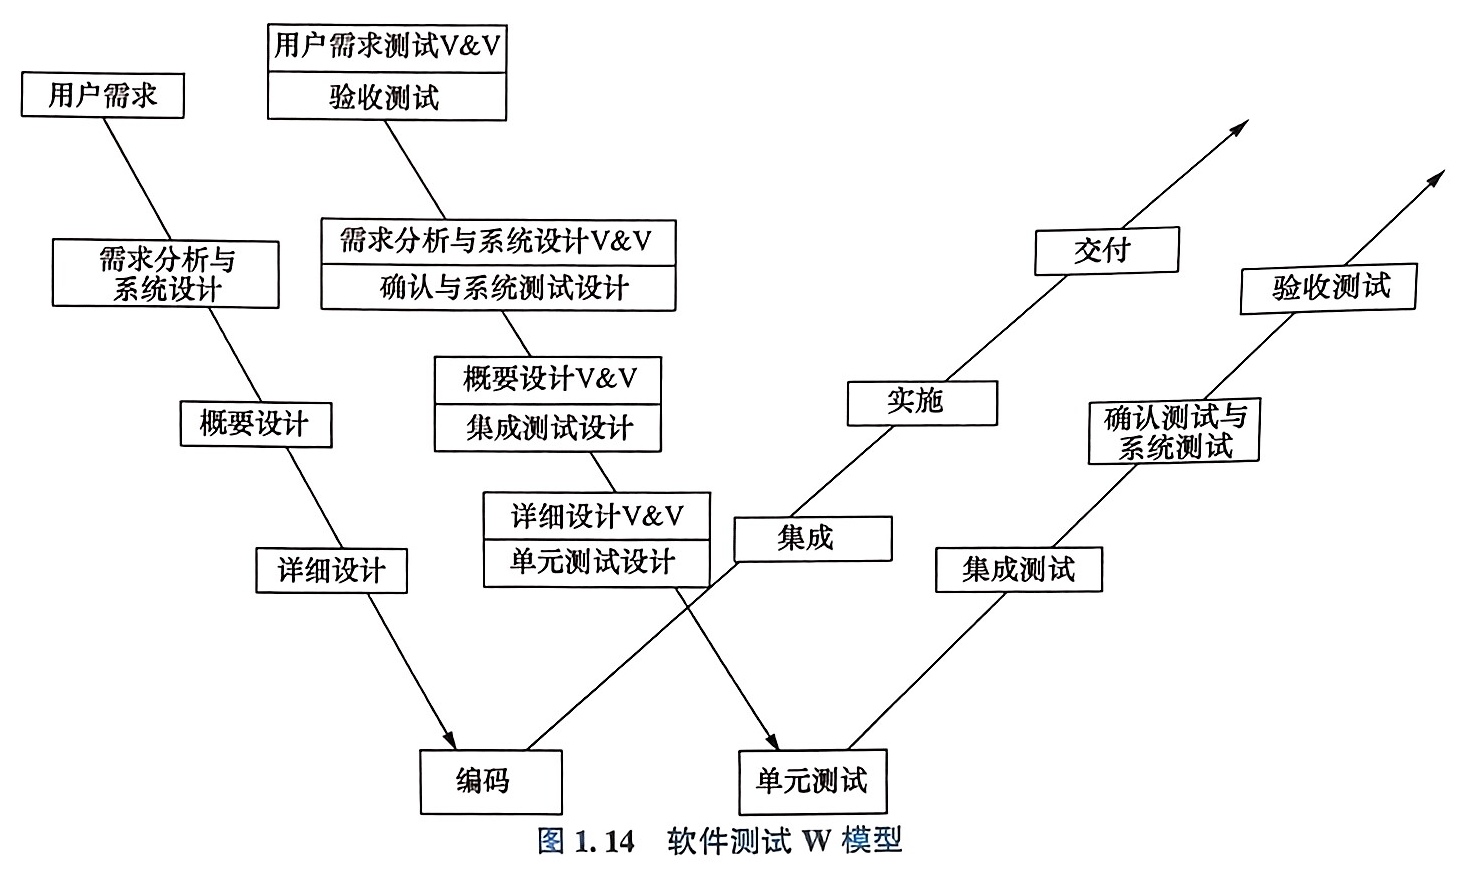 用户需求测试V&V
用户需求
验收测试
需求分析与
系统设计
需求分析与系统设计V&V
确认与系统测试设计
交付
验收测试
概要设计V&V
概要设计
集成测试设计
实施
确认测试与
系统测试
详细设计V&V
单元测试设计
集成
详细设计
集成测试
编码
单元测试
图 1.14 软件测试 W 模型